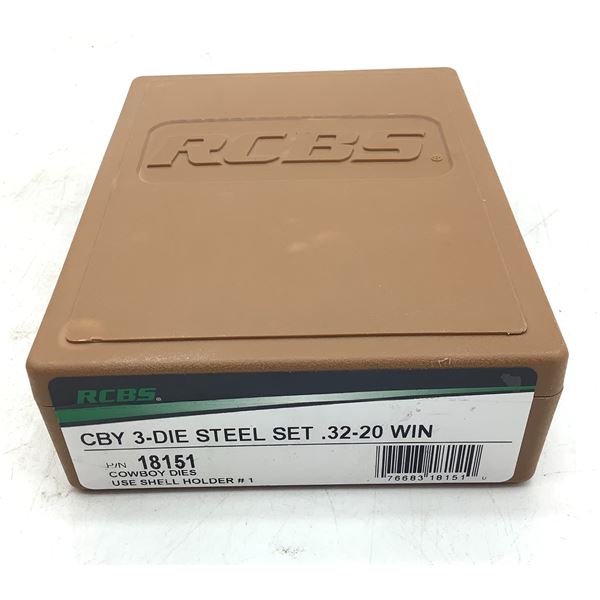 RCBS®
RCBS®
CBY 3-DIE STEEL SET .32-20 WIN
P/N 18151
COWBOY DIES
USE SHELL HOLDER # 1
76683 18151 0